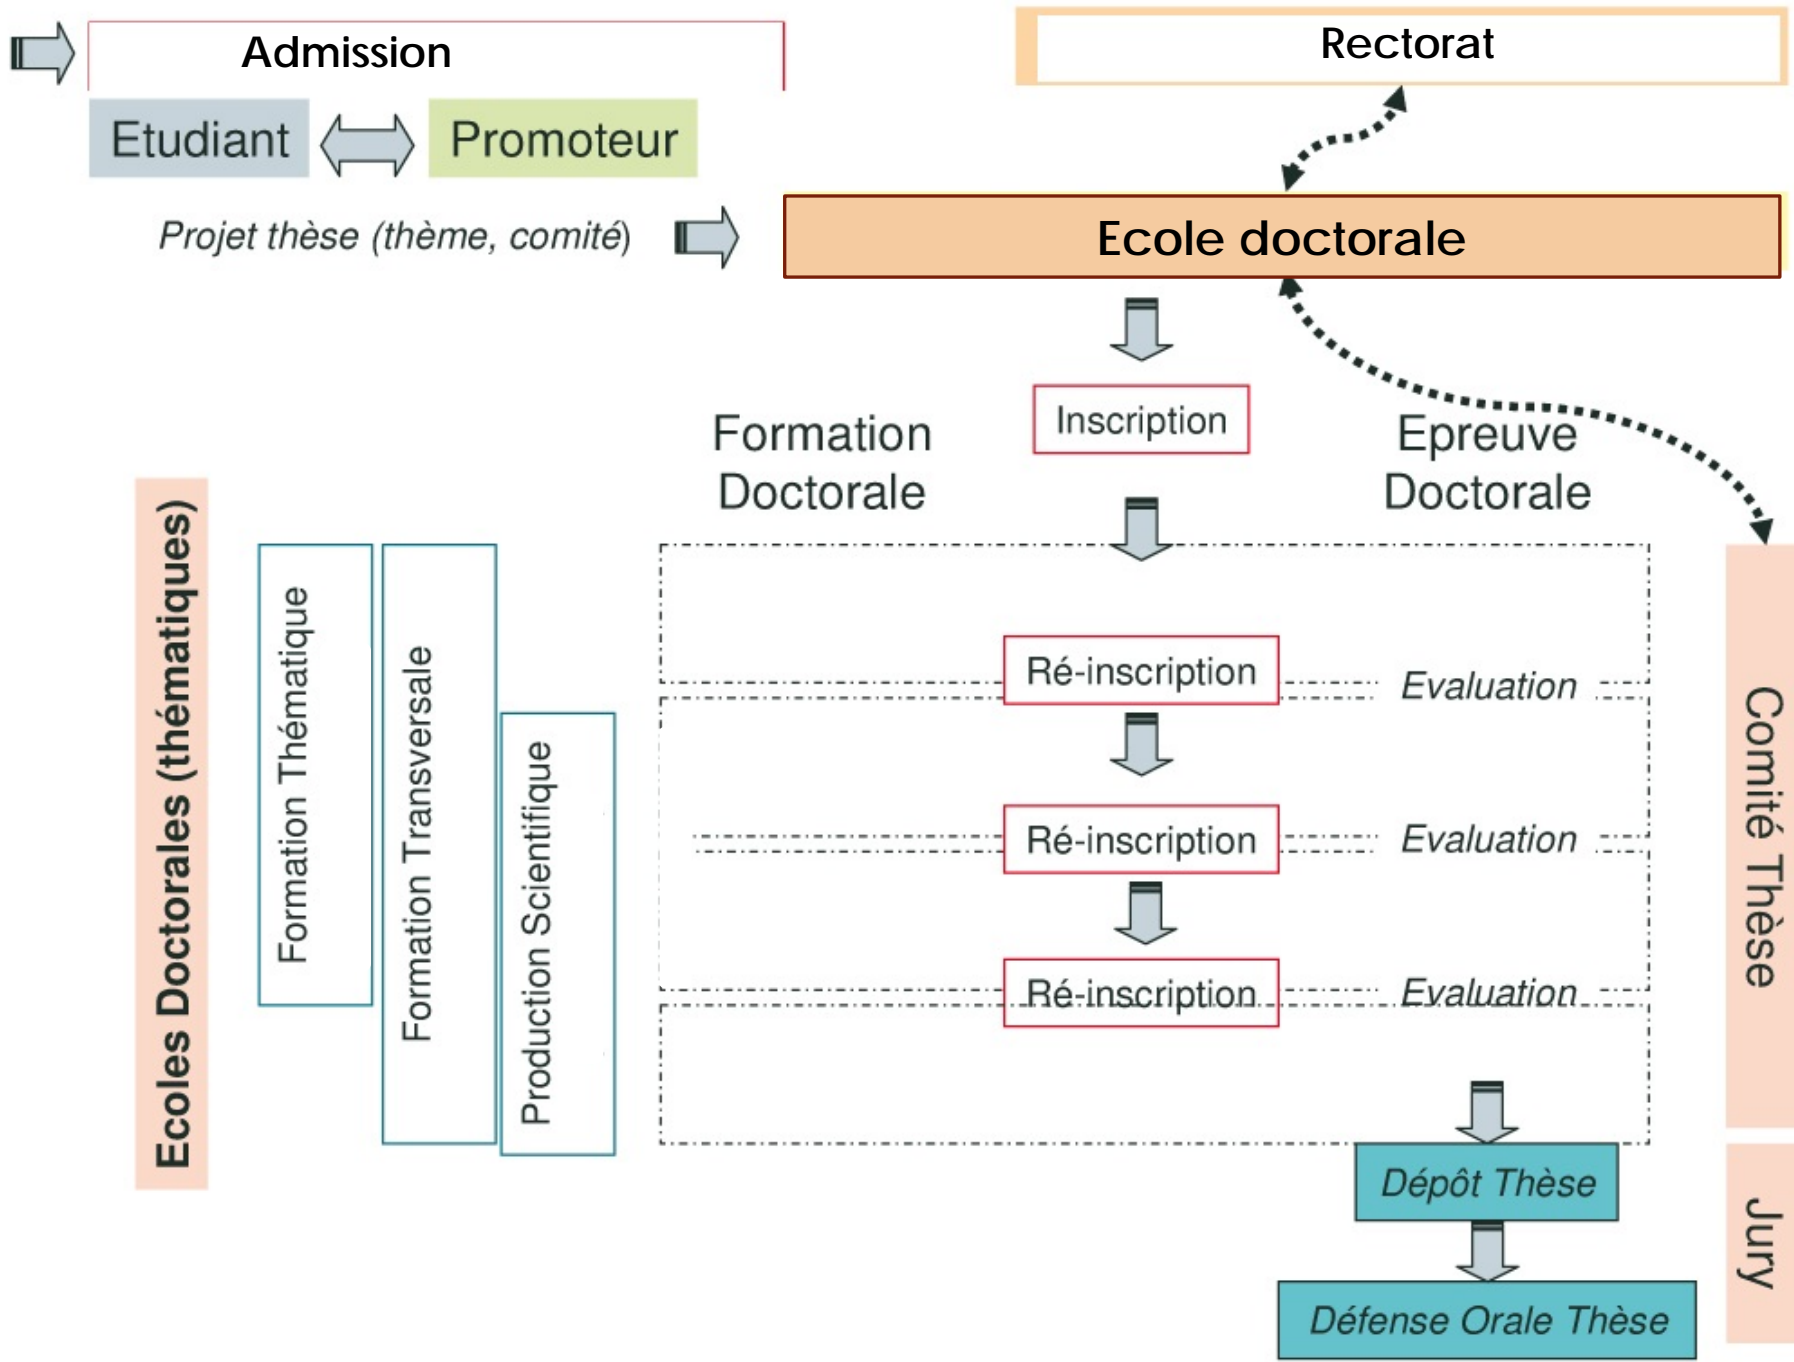 Admission
Rectorat
Etudiant
Promoteur
Projet thèse (thème, comité)
Ecole doctorale
Inscription
Formation
Doctorale
Epreuve
Doctorale
Ecoles Doctorales (thématiques)
Formation Thématique
Formation Transversale
Production Scientifique
Ré-inscription
Evaluation
Ré-inscription
Evaluation
Ré-inscription
Evaluation
Comité Thèse
Dépôt Thèse
Jury
Défense Orale Thèse